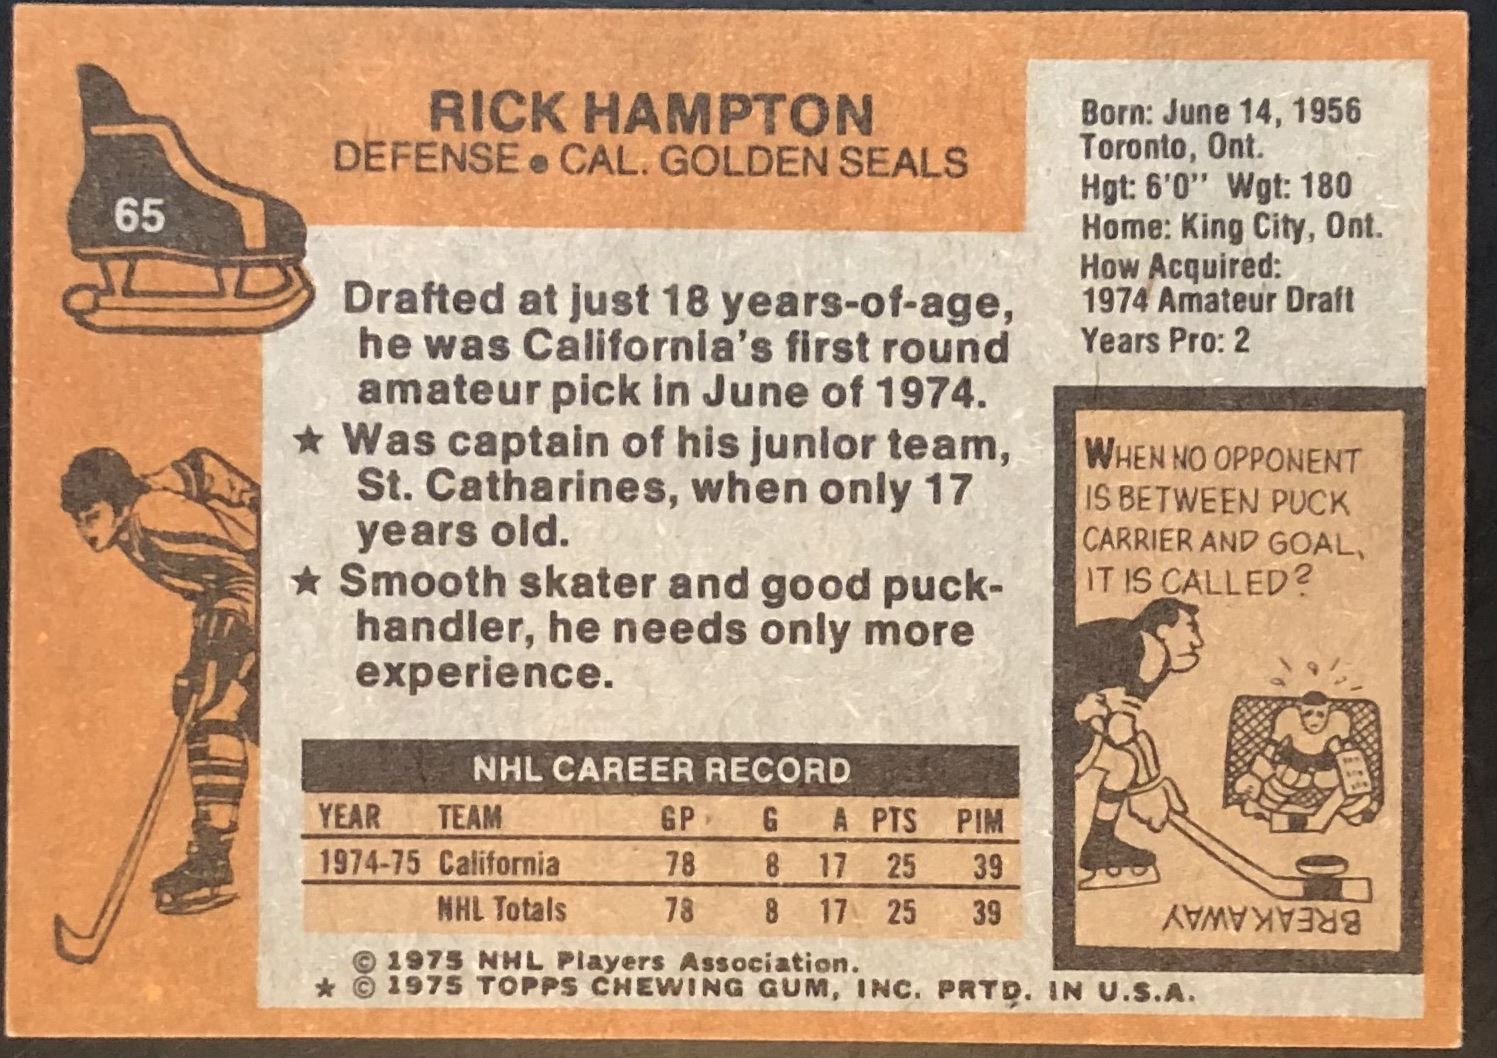 65
RICK HAMPTON
DEFENSE • CAL. GOLDEN SEALS
Born: June 14, 1956
Toronto, Ont.
Hgt: 6'0" Wgt: 180
Home: King City, Ont.
How Acquired:
1974 Amateur Draft
Years Pro: 2
Drafted at just 18 years-of-age,
he was California's first round
amateur pick in June of 1974.
★ Was captain of his junior team,
St. Catharines, when only 17
years old.
★ Smooth skater and good puck-
handler, he needs only more
experience.
NHL CAREER RECORD
YEAR TEAM GP G A PTS PIM
1974-75 California 78 8 17 25 39
NHL Totals 78 8 17 25 39
© 1975 NHL Players Association.
★ © 1975 TOPPS CHEWING GUM, INC. PRTD. IN U.S.A.
WHEN NO OPPONENT
IS BETWEEN PUCK
CARRIER AND GOAL,
IT IS CALLED?
BREAKAWAY